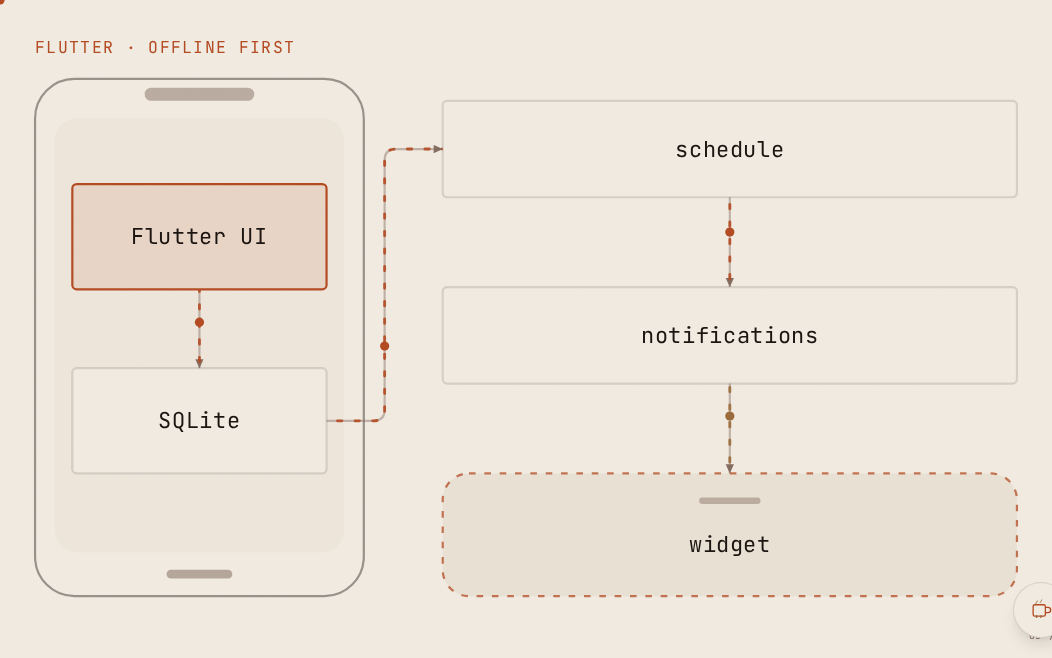 FLUTTER · OFFLINE FIRST
Flutter UI
SQLite
schedule
notifications
widget